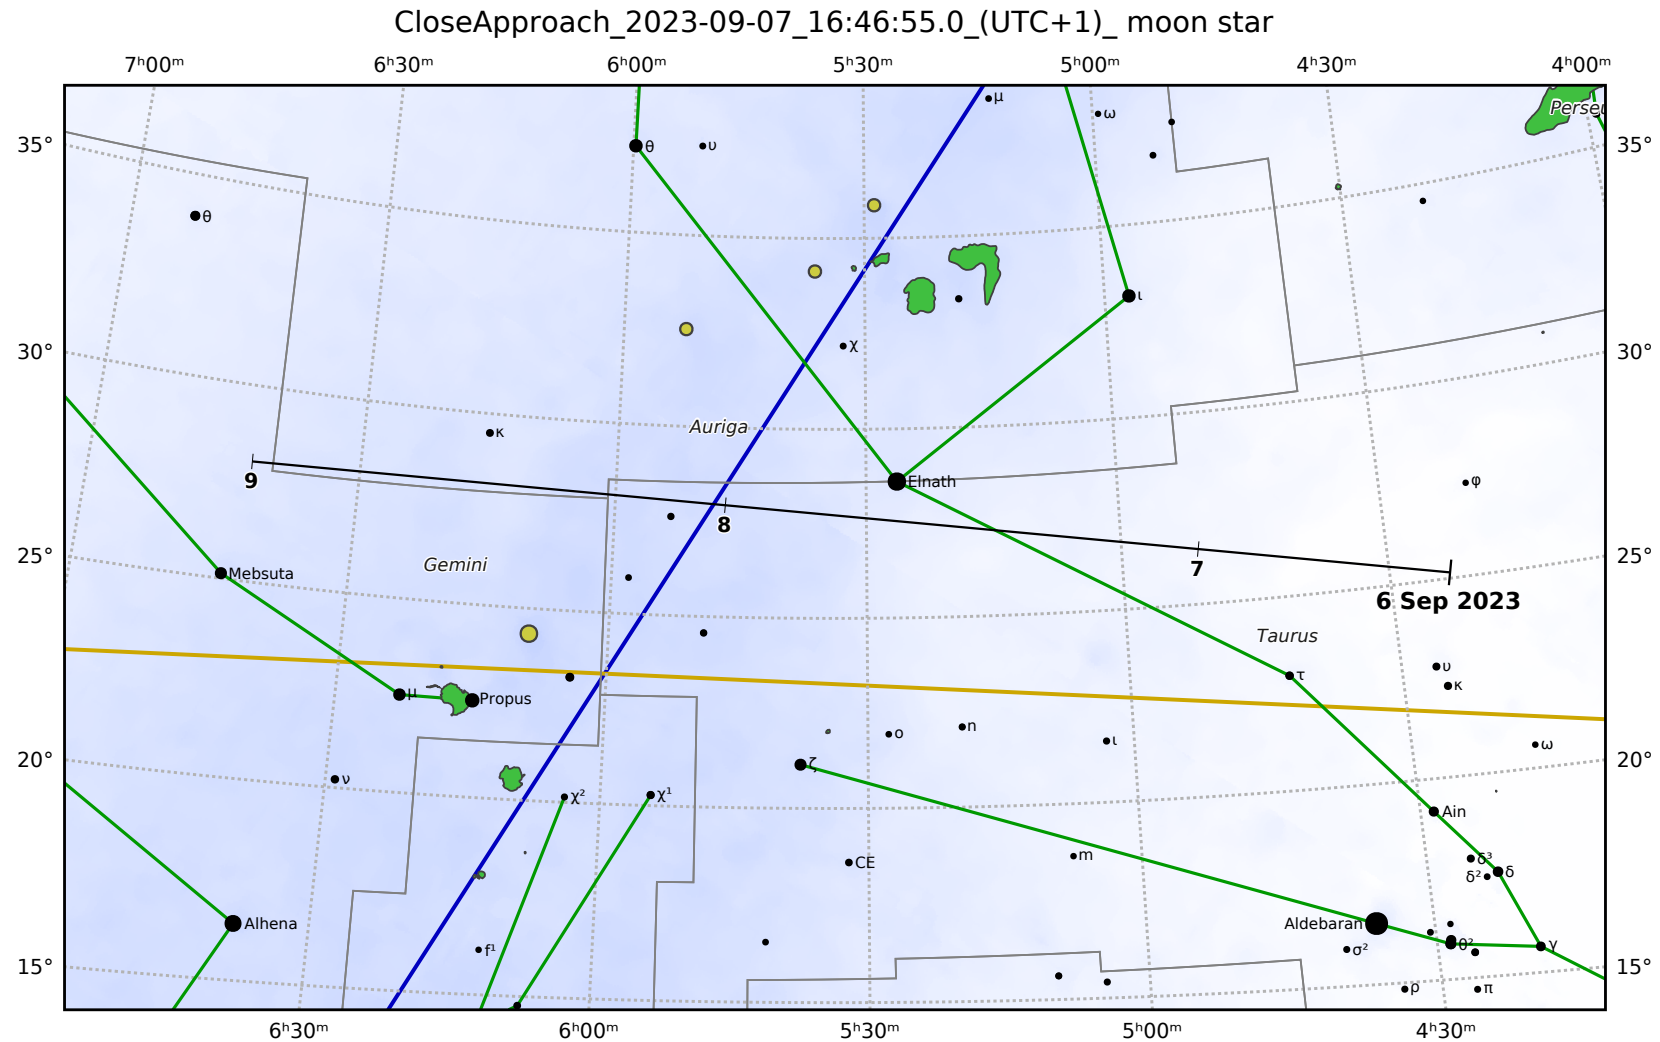 CloseApproach_2023-09-07_16:46:55.0_(UTC+1)_ moon star
7ʰ00ᵐ 6ʰ30ᵐ 6ʰ00ᵐ 5ʰ30ᵐ 5ʰ00ᵐ 4ʰ30ᵐ 4ʰ00ᵐ
μ
ω
Perseu
35° θ υ 35°
θ
ι
χ
30° 30°
Auriga
κ
9 Elnath φ
8
25° Gemini 25°
Mebsuta 7
6 Sep 2023
Taurus
υ
τ
κ
μ Propus
ο n ι ω
20° ζ 20°
ν χ² χ¹
Ain
CE m δ³
δ² δ
Alhena Aldebaran
f¹ σ² θ² γ
15° 15°
ρ π
6ʰ30ᵐ 6ʰ00ᵐ 5ʰ30ᵐ 5ʰ00ᵐ 4ʰ30ᵐ